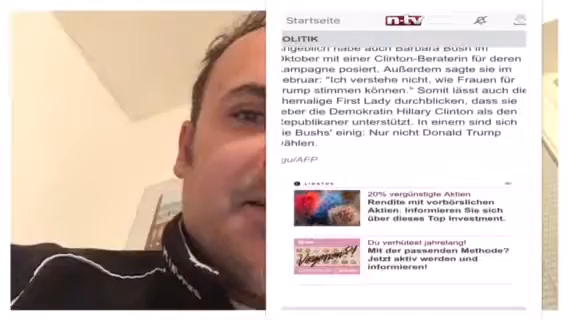 Startseite
n-tv
OLITIK
ngeblich habe auch Barbara Bush im
Oktober mit einer Clinton-Beraterin für deren
ampagne posiert. Außerdem sagte sie im
ebruar: "Ich verstehe nicht, wie Frauen für
rump stimmen können." Somit lässt auch die
hemalige First Lady durchblicken, dass sie
eber die Demokratin Hillary Clinton als den
epublikaner unterstützt. In einem sind sich
ie Bushs' einig: Nur nicht Donald Trump
ählen.
gu/AFP
LIGATUS
20% vergünstigte Aktien
Rendite mit vorbörslichen
Aktien: Informieren Sie sich
über dieses Top Investment.
Du verhütest jahrelang!
Mit der passenden Methode?
Jetzt aktiv werden und
informieren!